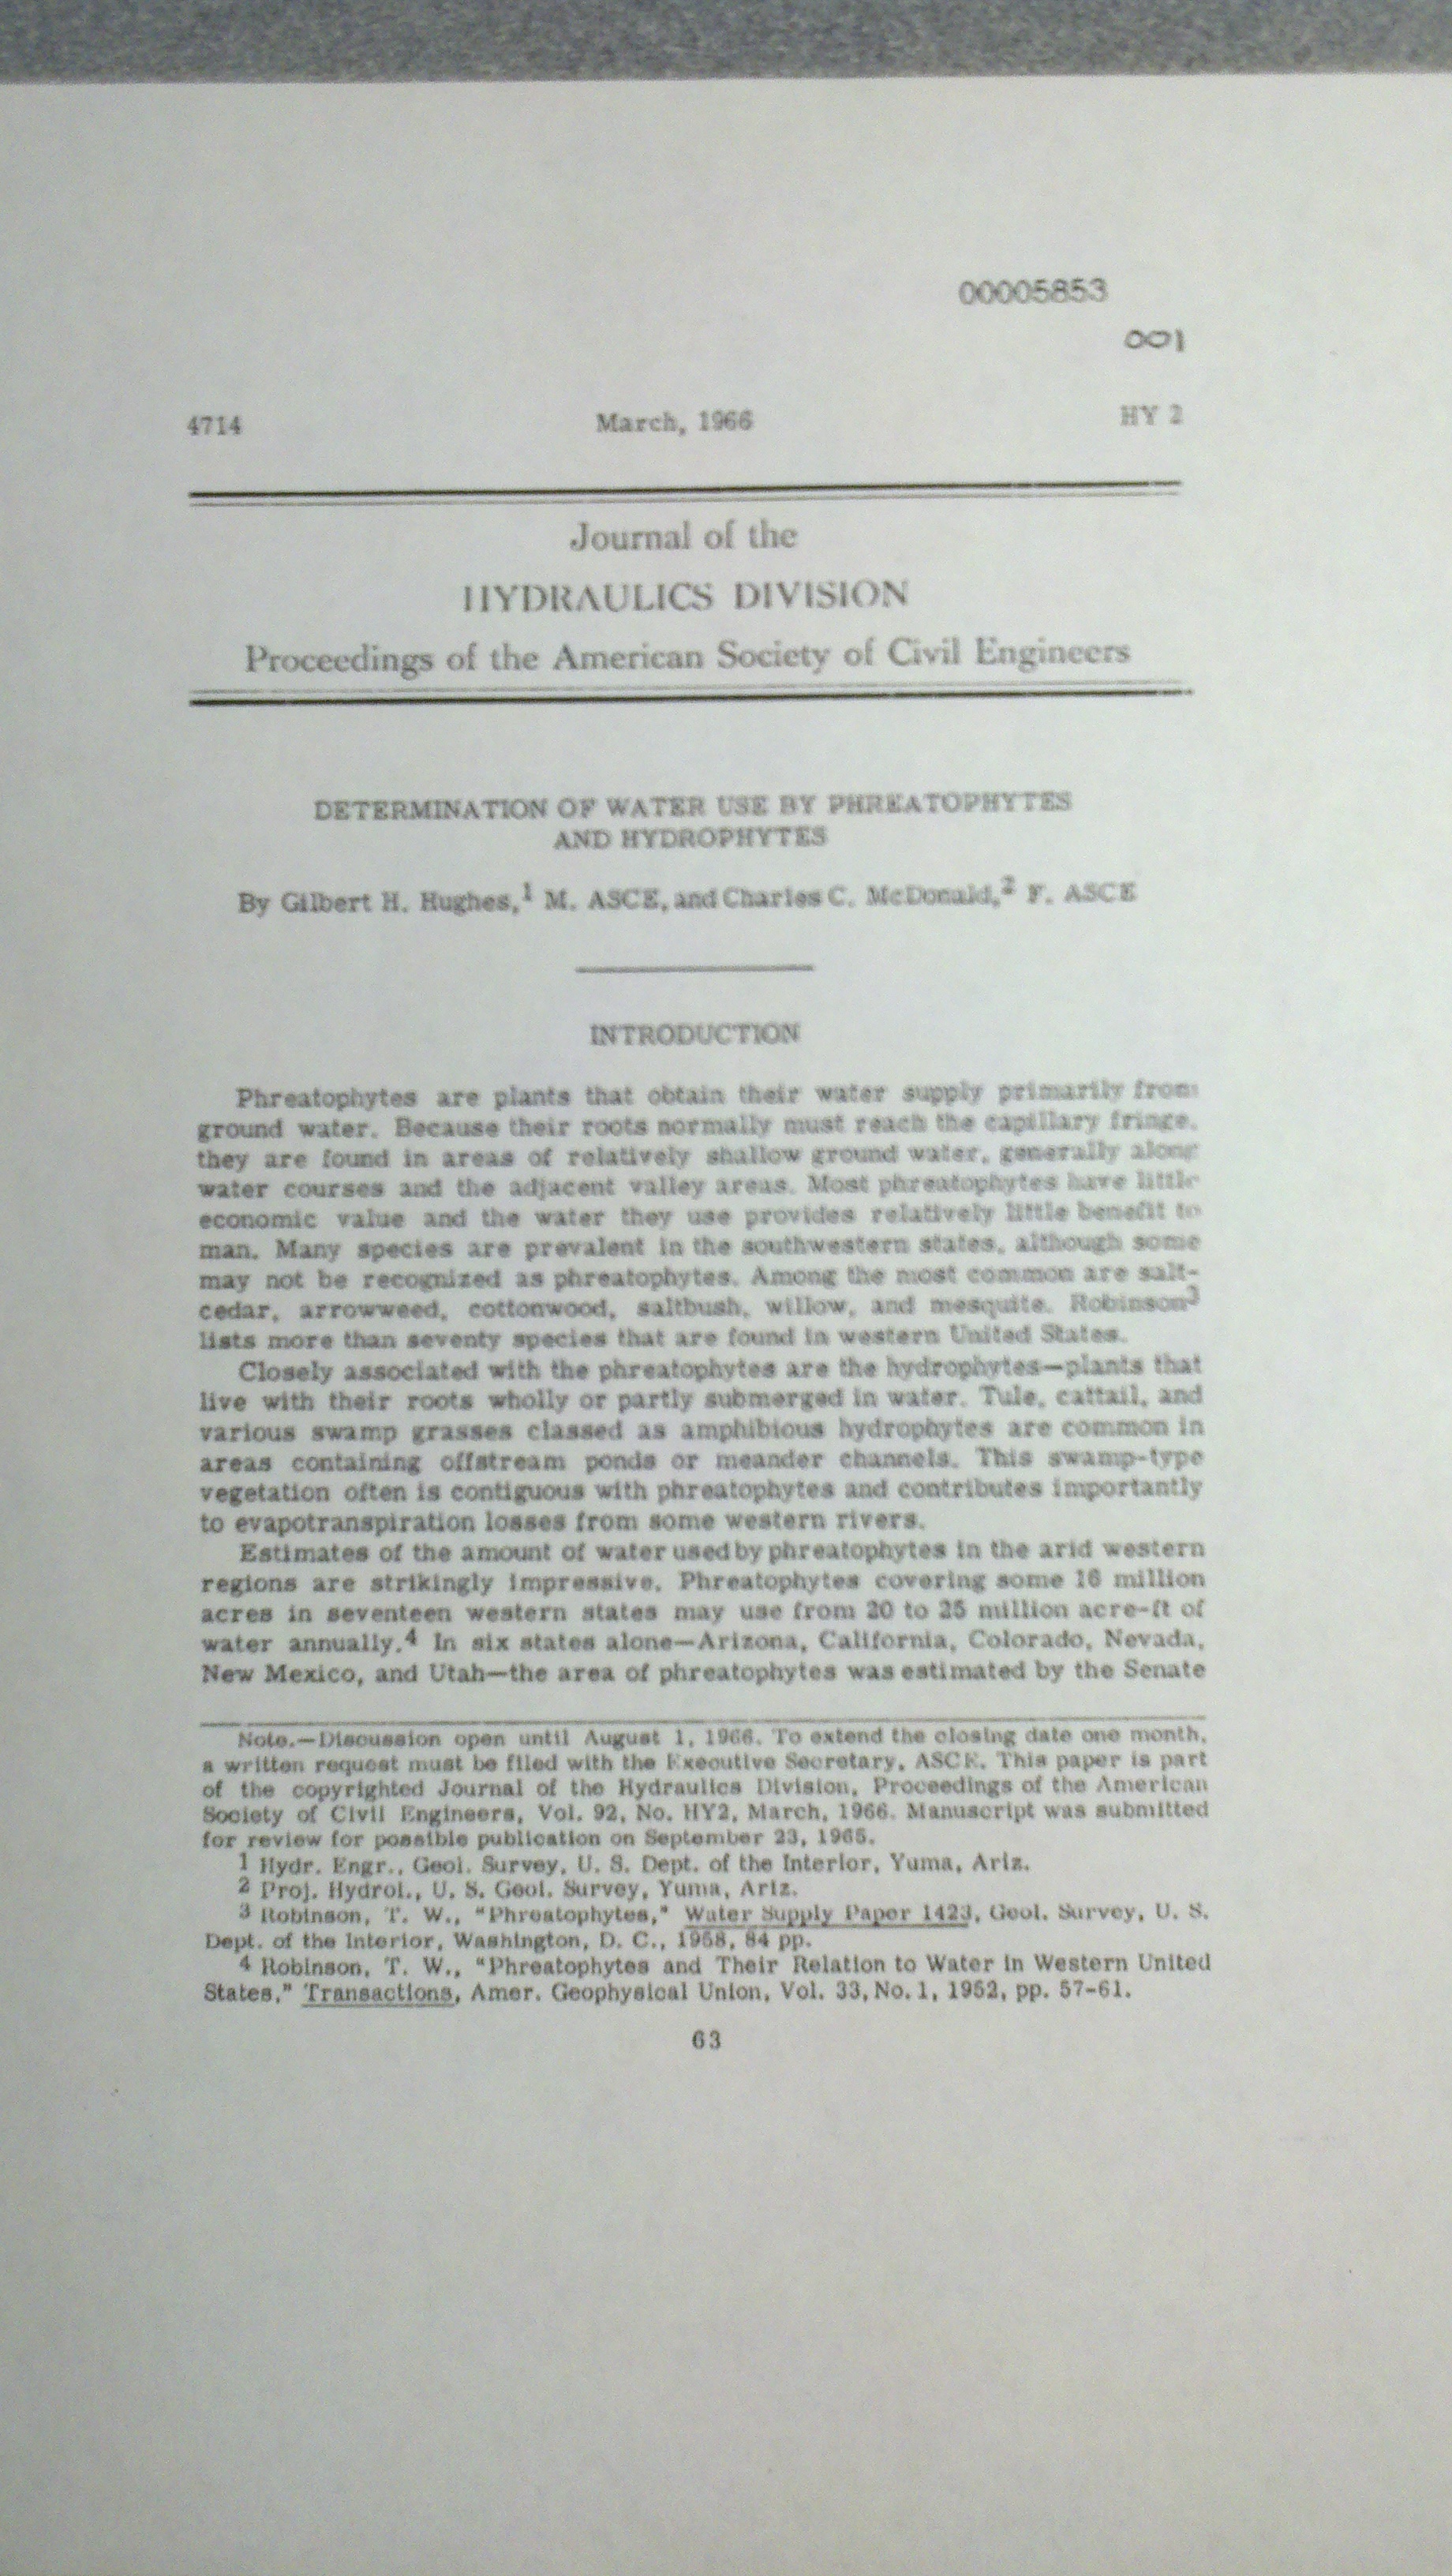 00005853
001
4714 March, 1966 HY 2
Journal of the
HYDRAULICS DIVISION
Proceedings of the American Society of Civil Engineers
DETERMINATION OF WATER USE BY PHREATOPHYTES
AND HYDROPHYTES
By Gilbert H. Hughes,1 M. ASCE, and Charles C. McDonald,2 F. ASCE
INTRODUCTION
Phreatophytes are plants that obtain their water supply primarily from
ground water. Because their roots normally must reach the capillary fringe,
they are found in areas of relatively shallow ground water, generally along
water courses and the adjacent valley areas. Most phreatophytes have little
economic value and the water they use provides relatively little benefit to
man. Many species are prevalent in the southwestern states, although some
may not be recognized as phreatophytes. Among the most common are salt-
cedar, arrowweed, cottonwood, saltbush, willow, and mesquite. Robinson3
lists more than seventy species that are found in western United States.
Closely associated with the phreatophytes are the hydrophytes—plants that
live with their roots wholly or partly submerged in water. Tule, cattail, and
various swamp grasses classed as amphibious hydrophytes are common in
areas containing offstream ponds or meander channels. This swamp-type
vegetation often is contiguous with phreatophytes and contributes importantly
to evapotranspiration losses from some western rivers.
Estimates of the amount of water used by phreatophytes in the arid western
regions are strikingly impressive. Phreatophytes covering some 16 million
acres in seventeen western states may use from 20 to 25 million acre-ft of
water annually.4 In six states alone—Arizona, California, Colorado, Nevada,
New Mexico, and Utah—the area of phreatophytes was estimated by the Senate
Note.—Discussion open until August 1, 1966. To extend the closing date one month,
a written request must be filed with the Executive Secretary, ASCE. This paper is part
of the copyrighted Journal of the Hydraulics Division, Proceedings of the American
Society of Civil Engineers, Vol. 92, No. HY2, March, 1966. Manuscript was submitted
for review for possible publication on September 23, 1965.
1 Hydr. Engr., Geol. Survey, U. S. Dept. of the Interior, Yuma, Ariz.
2 Proj. Hydrol., U. S. Geol. Survey, Yuma, Ariz.
3 Robinson, T. W., "Phreatophytes," Water Supply Paper 1423, Geol. Survey, U. S.
Dept. of the Interior, Washington, D. C., 1958, 84 pp.
4 Robinson, T. W., "Phreatophytes and Their Relation to Water in Western United
States," Transactions, Amer. Geophysical Union, Vol. 33, No. 1, 1952, pp. 57-61.
63